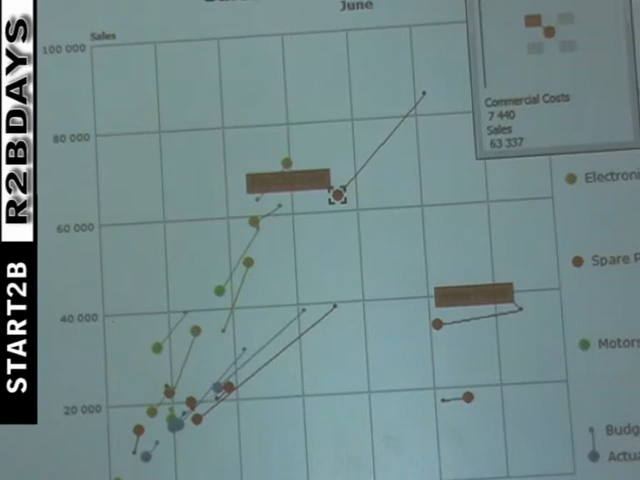 START2B R2BDAYS
June
Sales
100 000
80 000
60 000
40 000
20 000
Commercial Costs
7 440
Sales
63 337
Electroni
Spare P
Motors
Budg
Actua